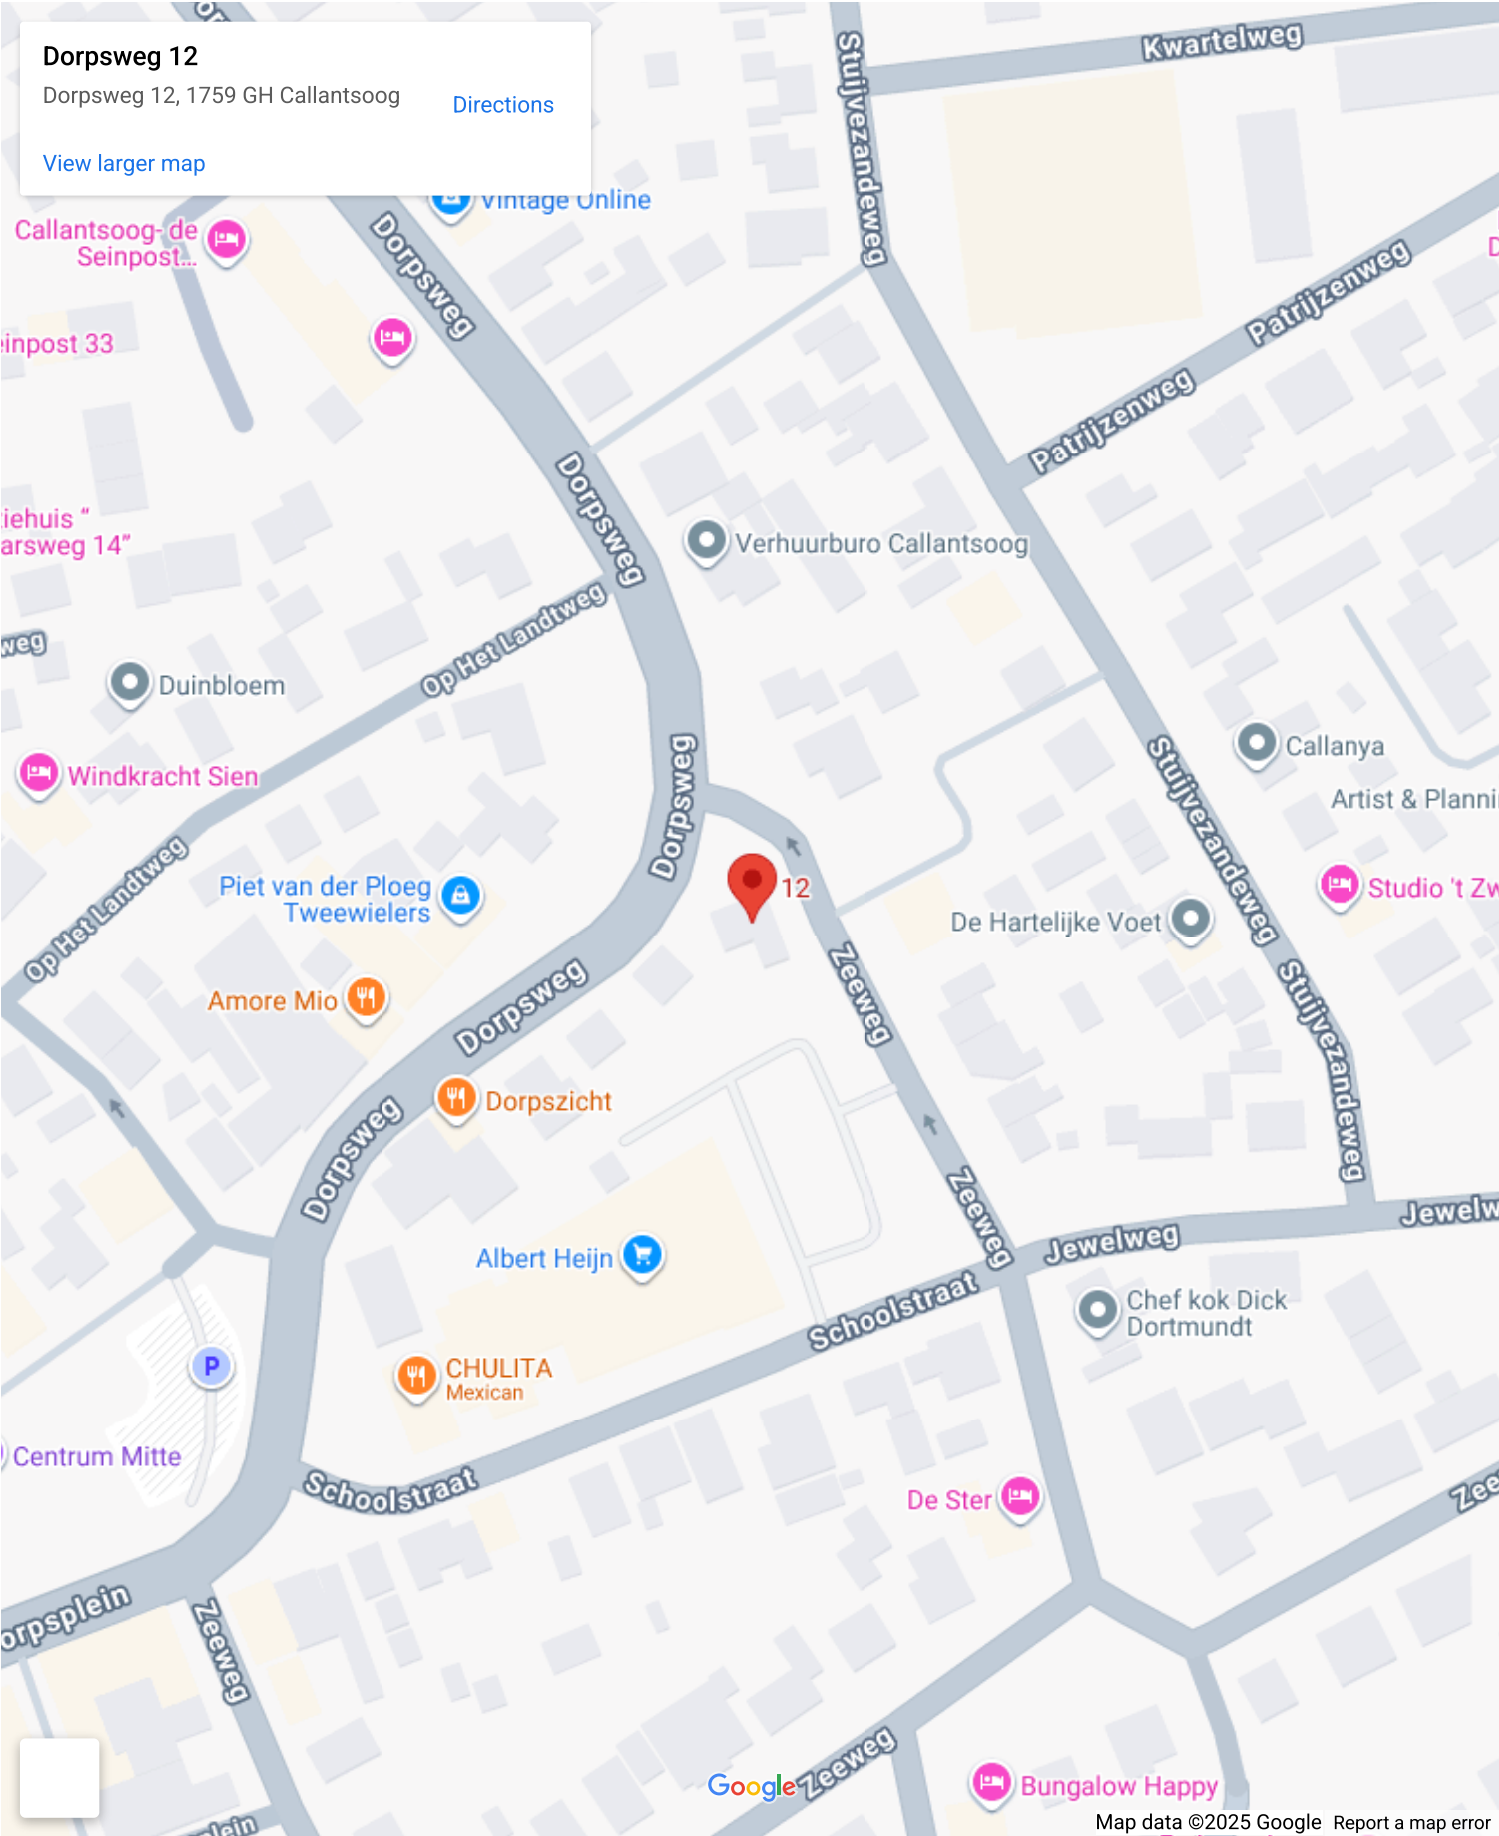 Dorpsweg 12
Dorpsweg 12, 1759 GH Callantsoog
Directions
View larger map
Kwartelweg
Stuijvezandeweg
Vintage Online
Callantsoog- de
Seinpost...
Dorpsweg
Patrijzenweg
einpost 33
Patrijzenweg
Dorpsweg
tiehuis “
arsweg 14”
Verhuurburo Callantsoog
Op Het Landtweg
weg
Duinbloem
Dorpsweg
Stuijvezandeweg
Callanya
Windkracht Sien
Artist & Planni
Op Het Landtweg
Piet van der Ploeg
Tweewielers
12
Studio 't Zw
De Hartelijke Voet
Zeeweg
Amore Mio
Dorpsweg
Stuijvezandeweg
Dorpszicht
Dorpsweg
Zeeweg
Jewelw
Jewelweg
Albert Heijn
Schoolstraat
Chef kok Dick
Dortmundt
P
CHULITA
Mexican
Centrum Mitte
Schoolstraat
De Ster
Zee
orpsplein
Zeeweg
Zeeweg
Google
Bungalow Happy
plein
Map data ©2025 Google
Report a map error